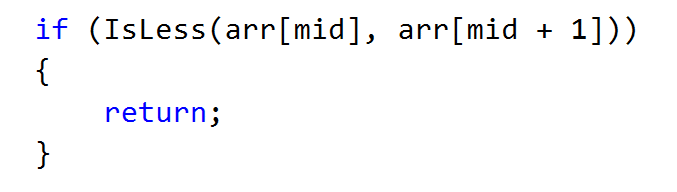 if (IsLess(arr[mid], arr[mid + 1]))
{
    return;
}